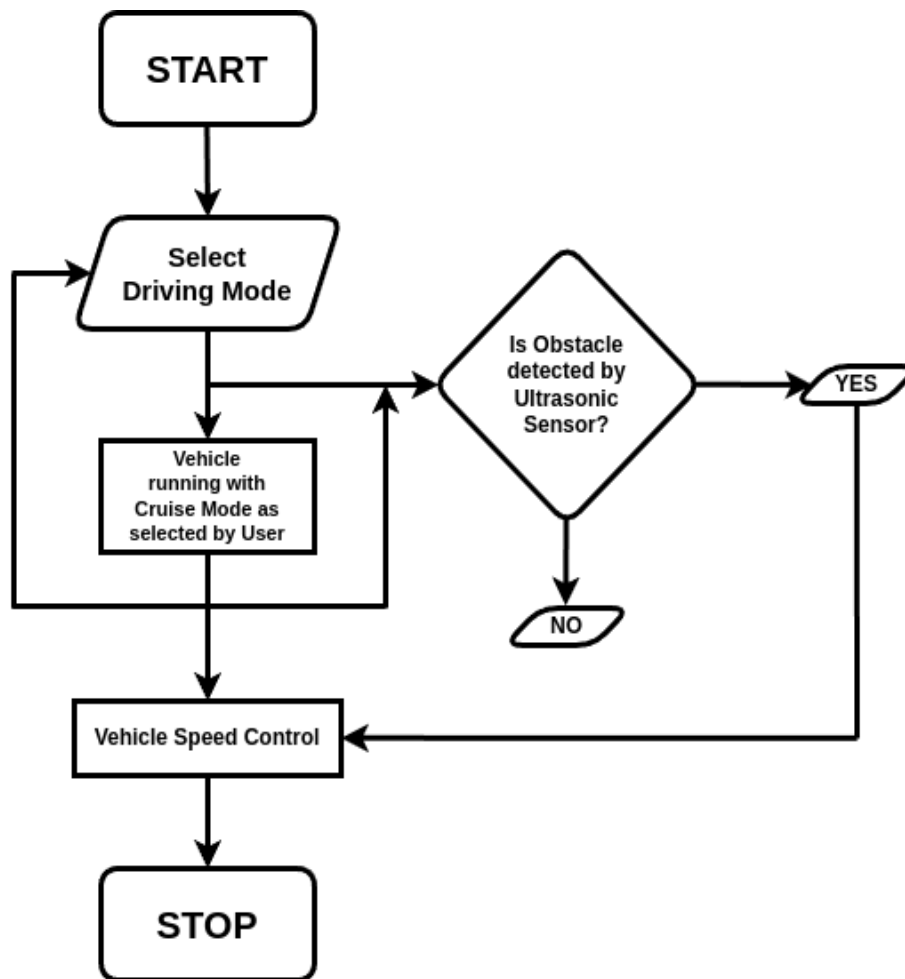 START
Select
Driving Mode
Is Obstacle
detected by
Ultrasonic
Sensor?
YES
Vehicle
running with
Cruise Mode as
selected by User
NO
Vehicle Speed Control
STOP